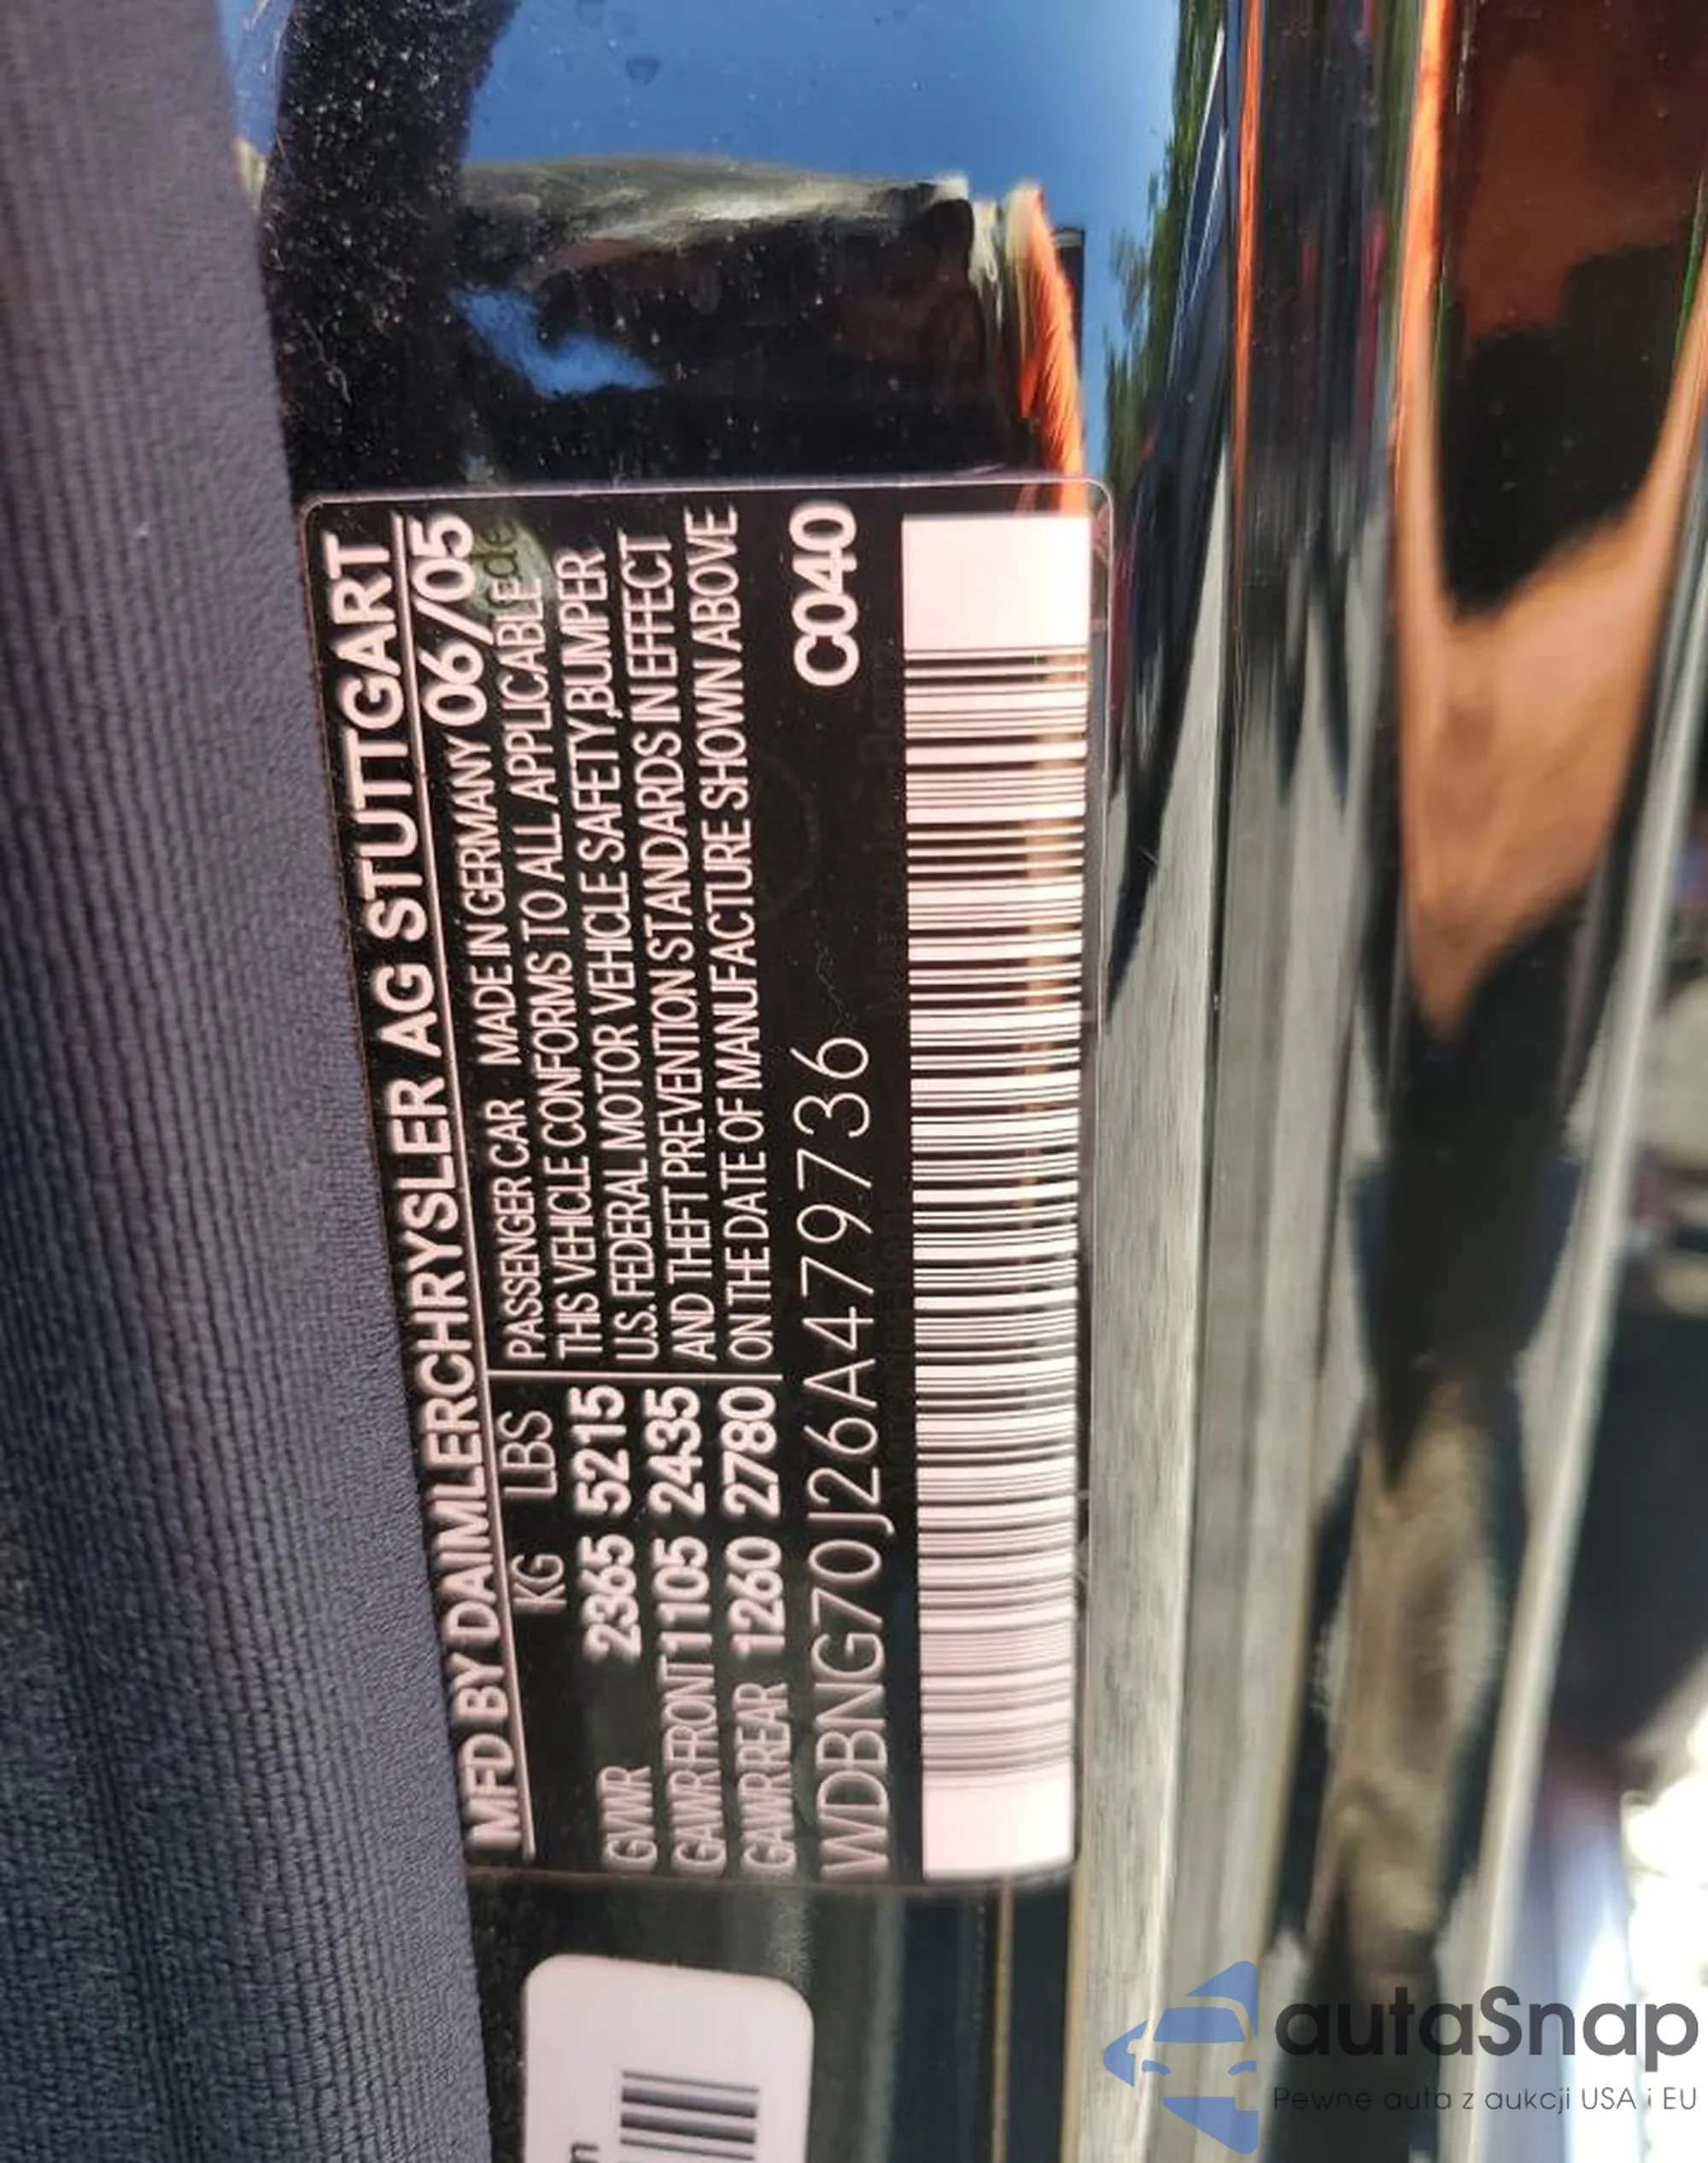 MFD BY DAIMLERCHRYSLER AG STUTTGART
KG LBS
GVWR 2365 5215
GAWR FRONT 1105 2435
GAWR REAR 1260 2780
PASSENGER CAR MADE IN GERMANY 06/05
THIS VEHICLE CONFORMS TO ALL APPLICABLE
U.S. FEDERAL MOTOR VEHICLE SAFETY, BUMPER
AND THEFT PREVENTION STANDARDS IN EFFECT
ON THE DATE OF MANUFACTURE SHOWN ABOVE
WDBNG70J26A479736 C040
autaSnap
Pewne auta z aukcji USA i EU